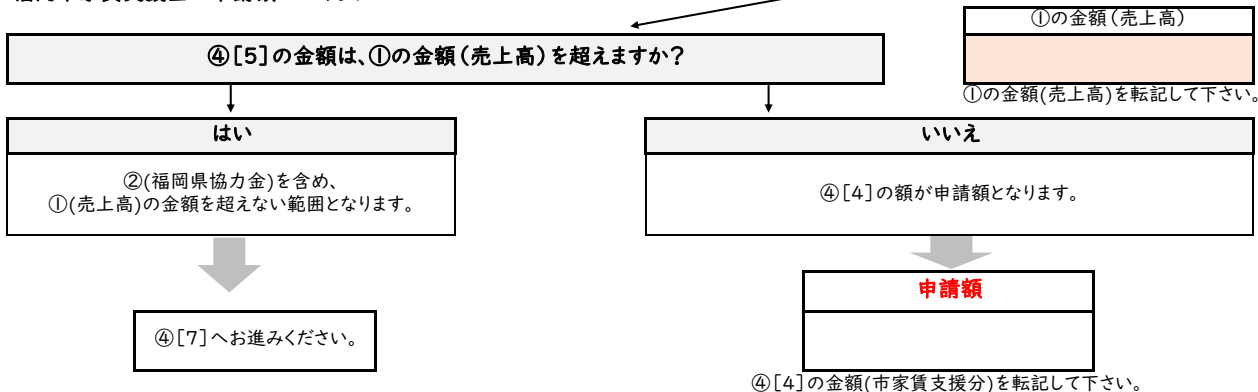 ①の金額(売上高)
④[5]の金額は、①の金額(売上高)を超えますか?
①の金額(売上高)を転記して下さい。
はい
いいえ
②(福岡県協力金)を含め、
①(売上高)の金額を超えない範囲となります。
④[4]の額が申請額となります。
申請額
④[7]へお進みください。
④[4]の金額(市家賃支援分)を転記して下さい。